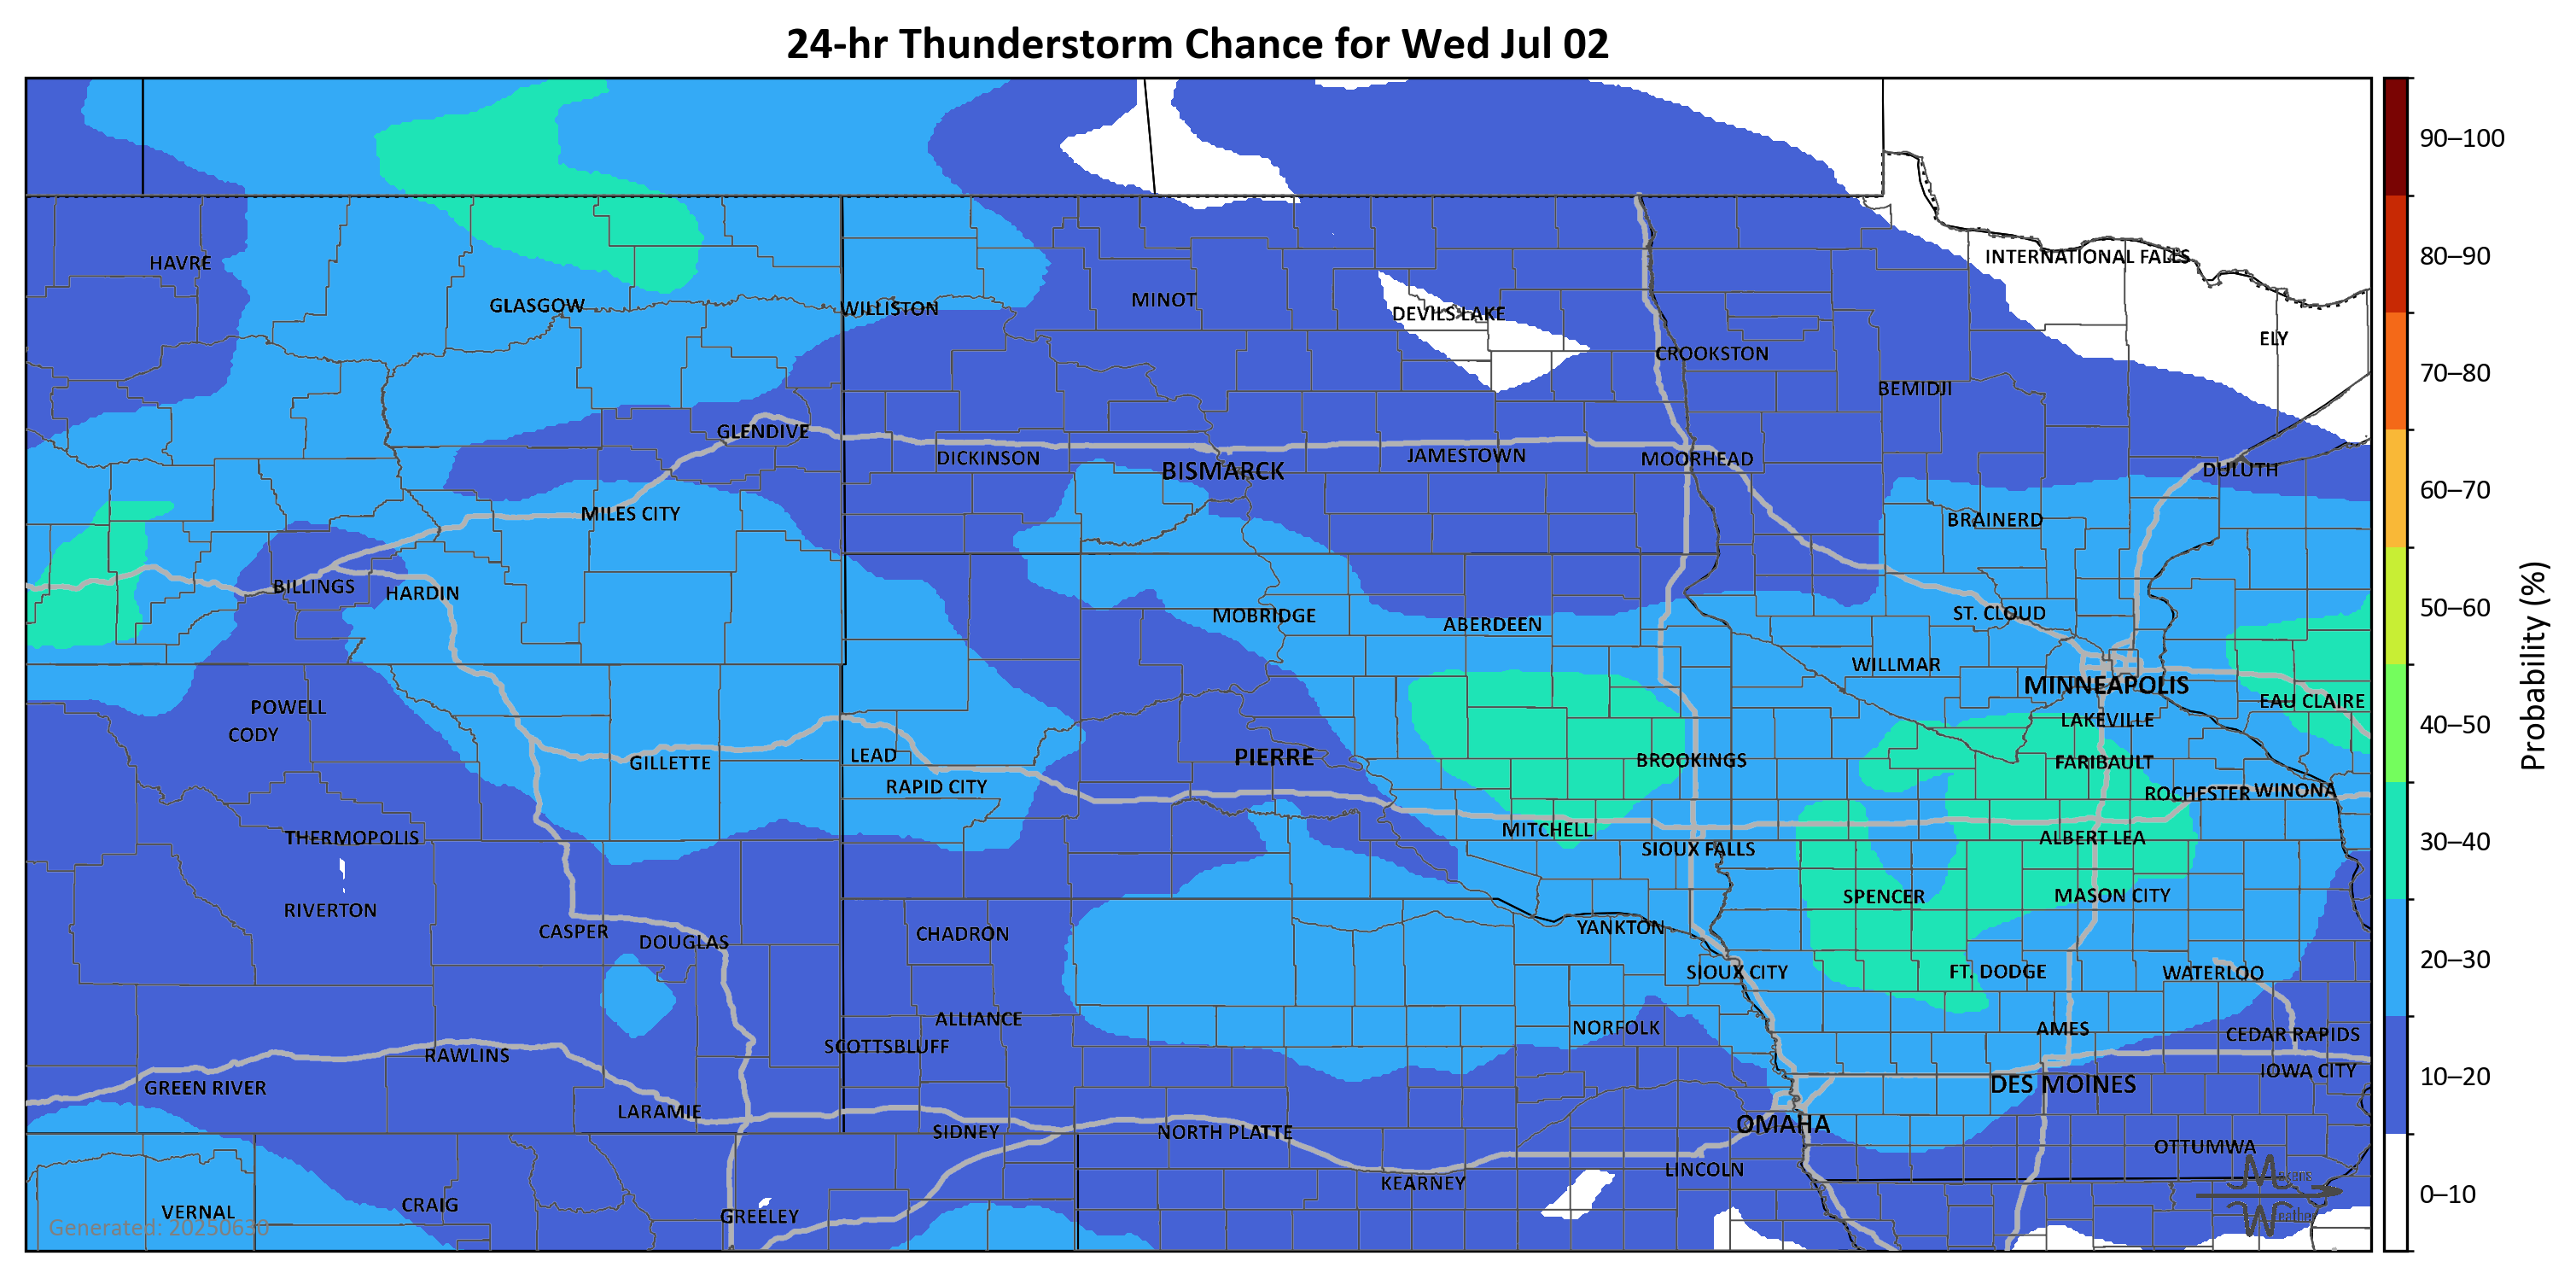 24-hr Thunderstorm Chance for Wed Jul 02
90–100
80–90
70–80
60–70
50–60
40–50
30–40
20–30
10–20
0–10
Probability (%)
INTERNATIONAL FALLS
HAVRE
MINOT
GLASGOW
WILLISTON
DEVILS LAKE
ELY
CROOKSTON
BEMIDJI
GLENDIVE
DICKINSON
BISMARCK
JAMESTOWN
MOORHEAD
DULUTH
MILES CITY
BRAINERD
BILLINGS
HARDIN
MOBRIDGE
ABERDEEN
ST. CLOUD
WILLMAR
MINNEAPOLIS
POWELL
EAU CLAIRE
CODY
LAKEVILLE
GILLETTE
LEAD
PIERRE
BROOKINGS
FARIBAULT
RAPID CITY
ROCHESTER
WINONA
THERMOPOLIS
MITCHELL
ALBERT LEA
SIOUX FALLS
RIVERTON
SPENCER
MASON CITY
CASPER
DOUGLAS
CHADRON
YANKTON
SIOUX CITY
FT. DODGE
WATERLOO
ALLIANCE
NORFOLK
AMES
CEDAR RAPIDS
RAWLINS
SCOTTSBLUFF
GREEN RIVER
IOWA CITY
DES MOINES
LARAMIE
SIDNEY
NORTH PLATTE
OMAHA
OTTUMWA
LINCOLN
KEARNEY
VERNAL
CRAIG
GREELEY
Generated: 20250630
Makens
Weather